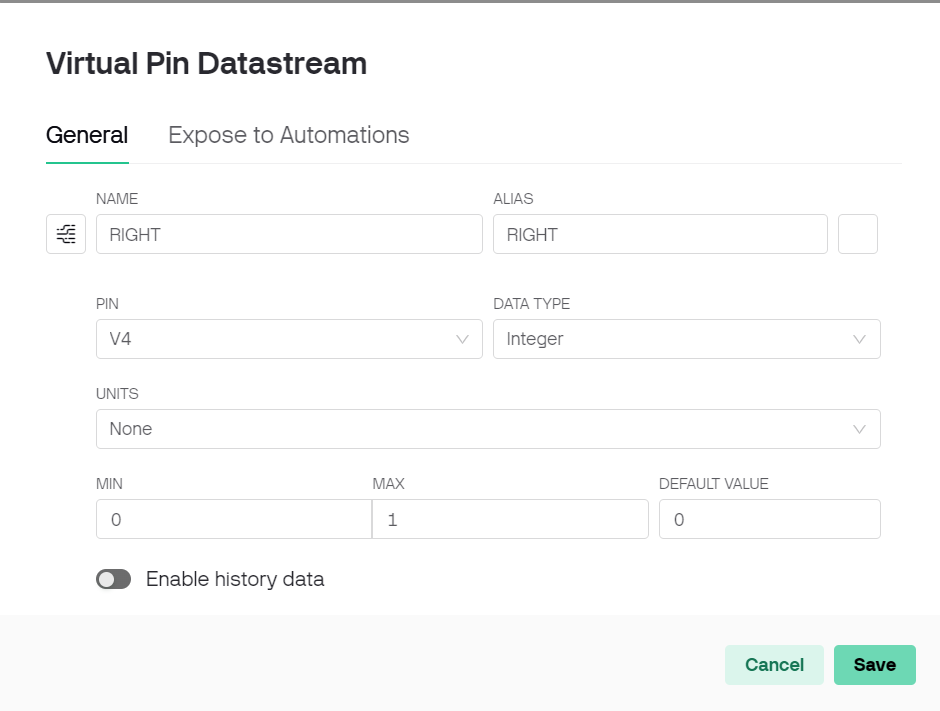 Virtual Pin Datastream
General Expose to Automations
NAME ALIAS
RIGHT RIGHT
PIN DATA TYPE
V4 Integer
UNITS
None
MIN MAX DEFAULT VALUE
0 1 0
Enable history data
Cancel Save